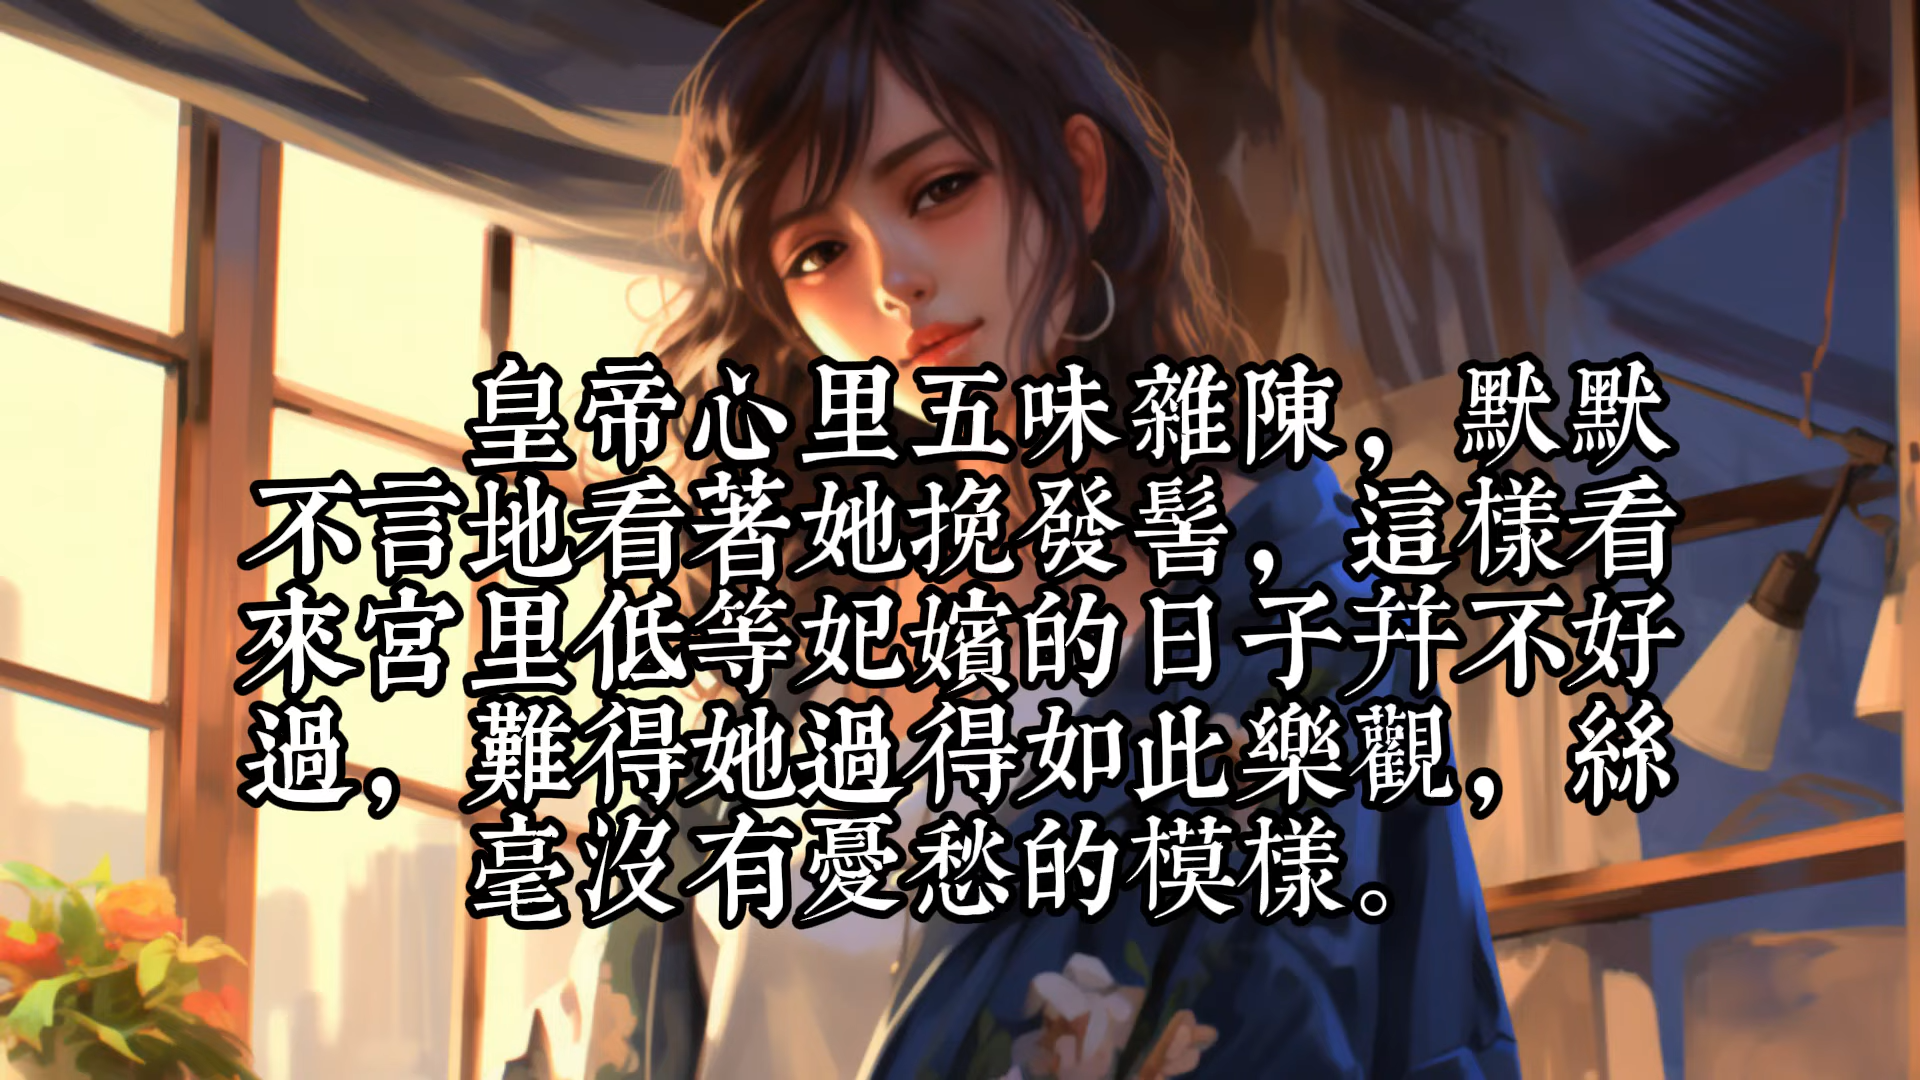 皇帝心里五味雜陳，默默
不言地看著她挽發髻，這樣看
來宮里低等妃嬪的日子并不好
過，難得她過得如此樂觀，絲
毫沒有憂愁的模樣。